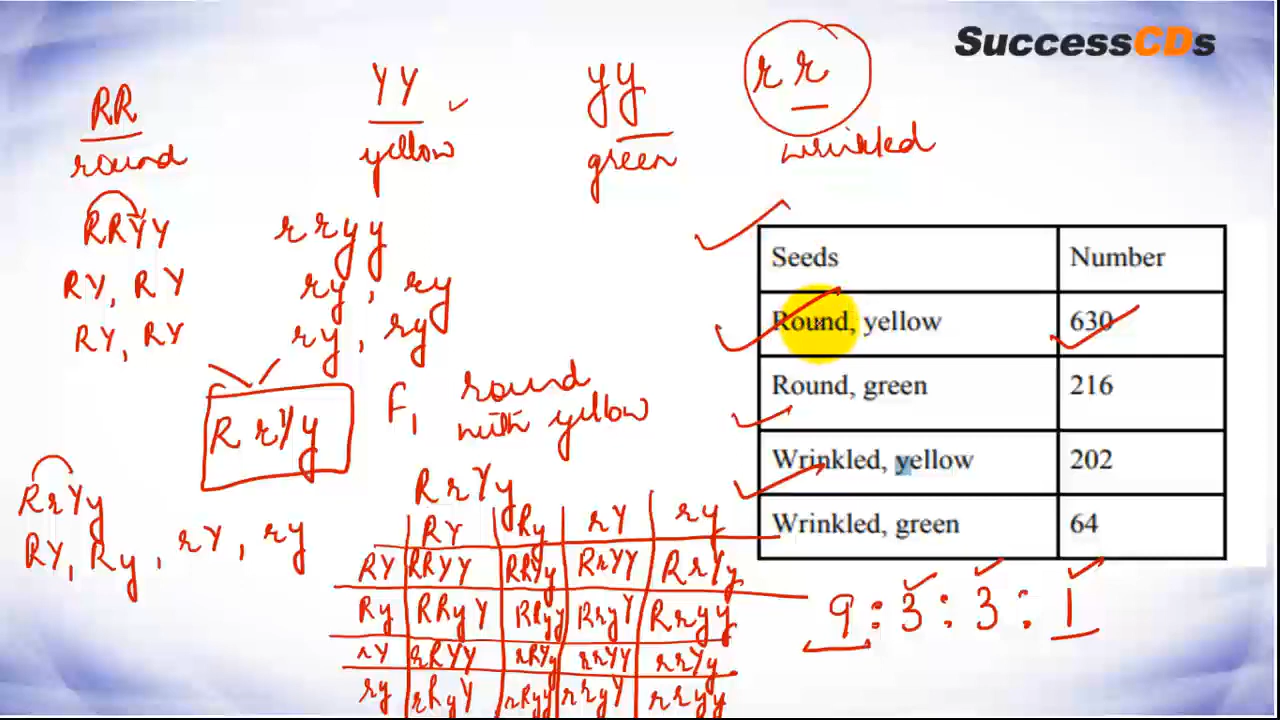 SuccessCDs
RR YY yy rr
round yellow green wrinkled
RRYY rryy
RY, RY ry, ry
RY, RY ry, ry
RrYy F1 round
with yellow
Seeds Number
Round, yellow 630
Round, green 216
Wrinkled, yellow 202
Wrinkled, green 64
9 : 3 : 3 : 1
RrYy
RY, Ry, rY, ry
RrYy
RY Ry rY ry
RY RRYY RRYy RrYY RrYy
Ry RRyY RRyy RryY Rryy
rY rRYY rRYy rrYY rrYy
ry rRyY rRyy rryY rryy